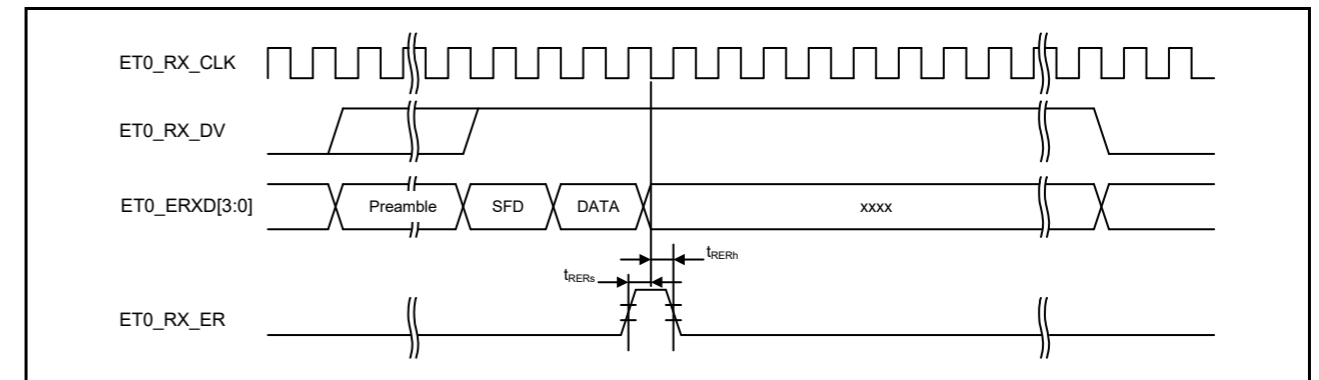 ET0_RX_CLK
ET0_RX_DV
ET0_ERXD[3:0] Preamble SFD DATA xxxx
tRERh
tRERs
ET0_RX_ER